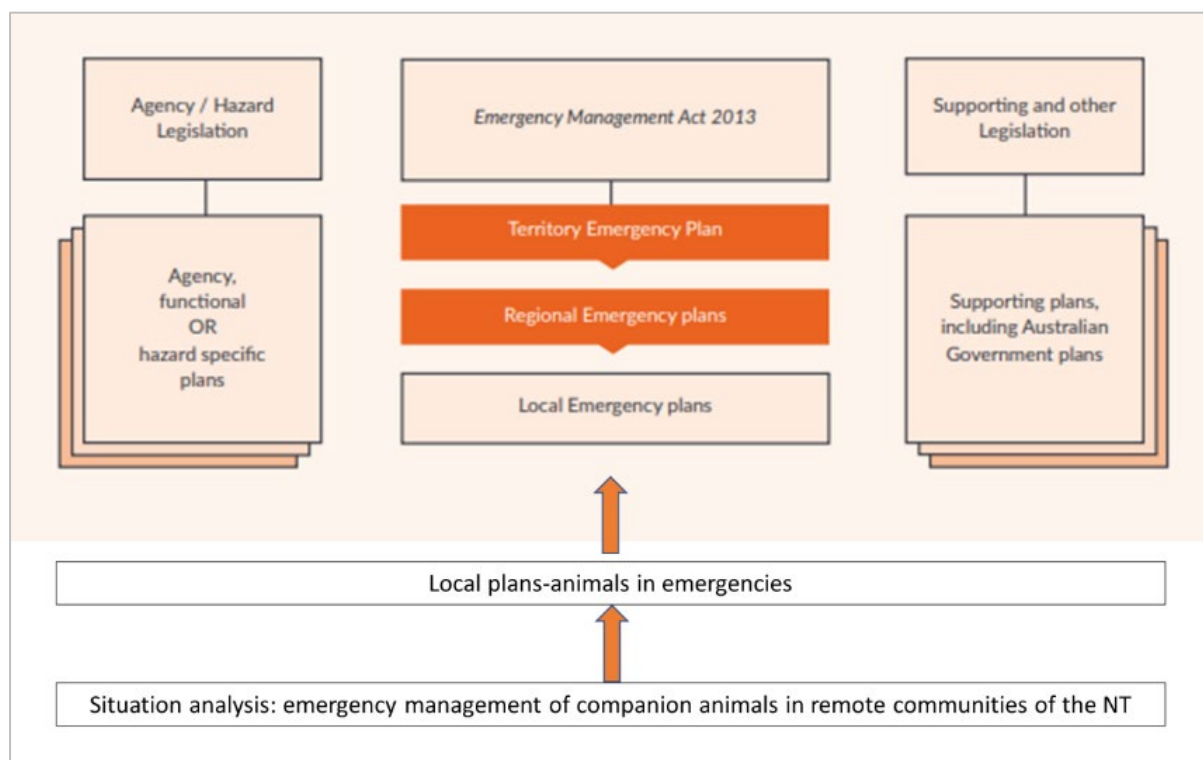 Agency / Hazard
Legislation
Emergency Management Act 2013
Supporting and other
Legislation
Territory Emergency Plan
Agency,
functional
OR
hazard specific
plans
Regional Emergency plans
Supporting plans,
including Australian
Government plans
Local Emergency plans
Local plans-animals in emergencies
Situation analysis: emergency management of companion animals in remote communities of the NT